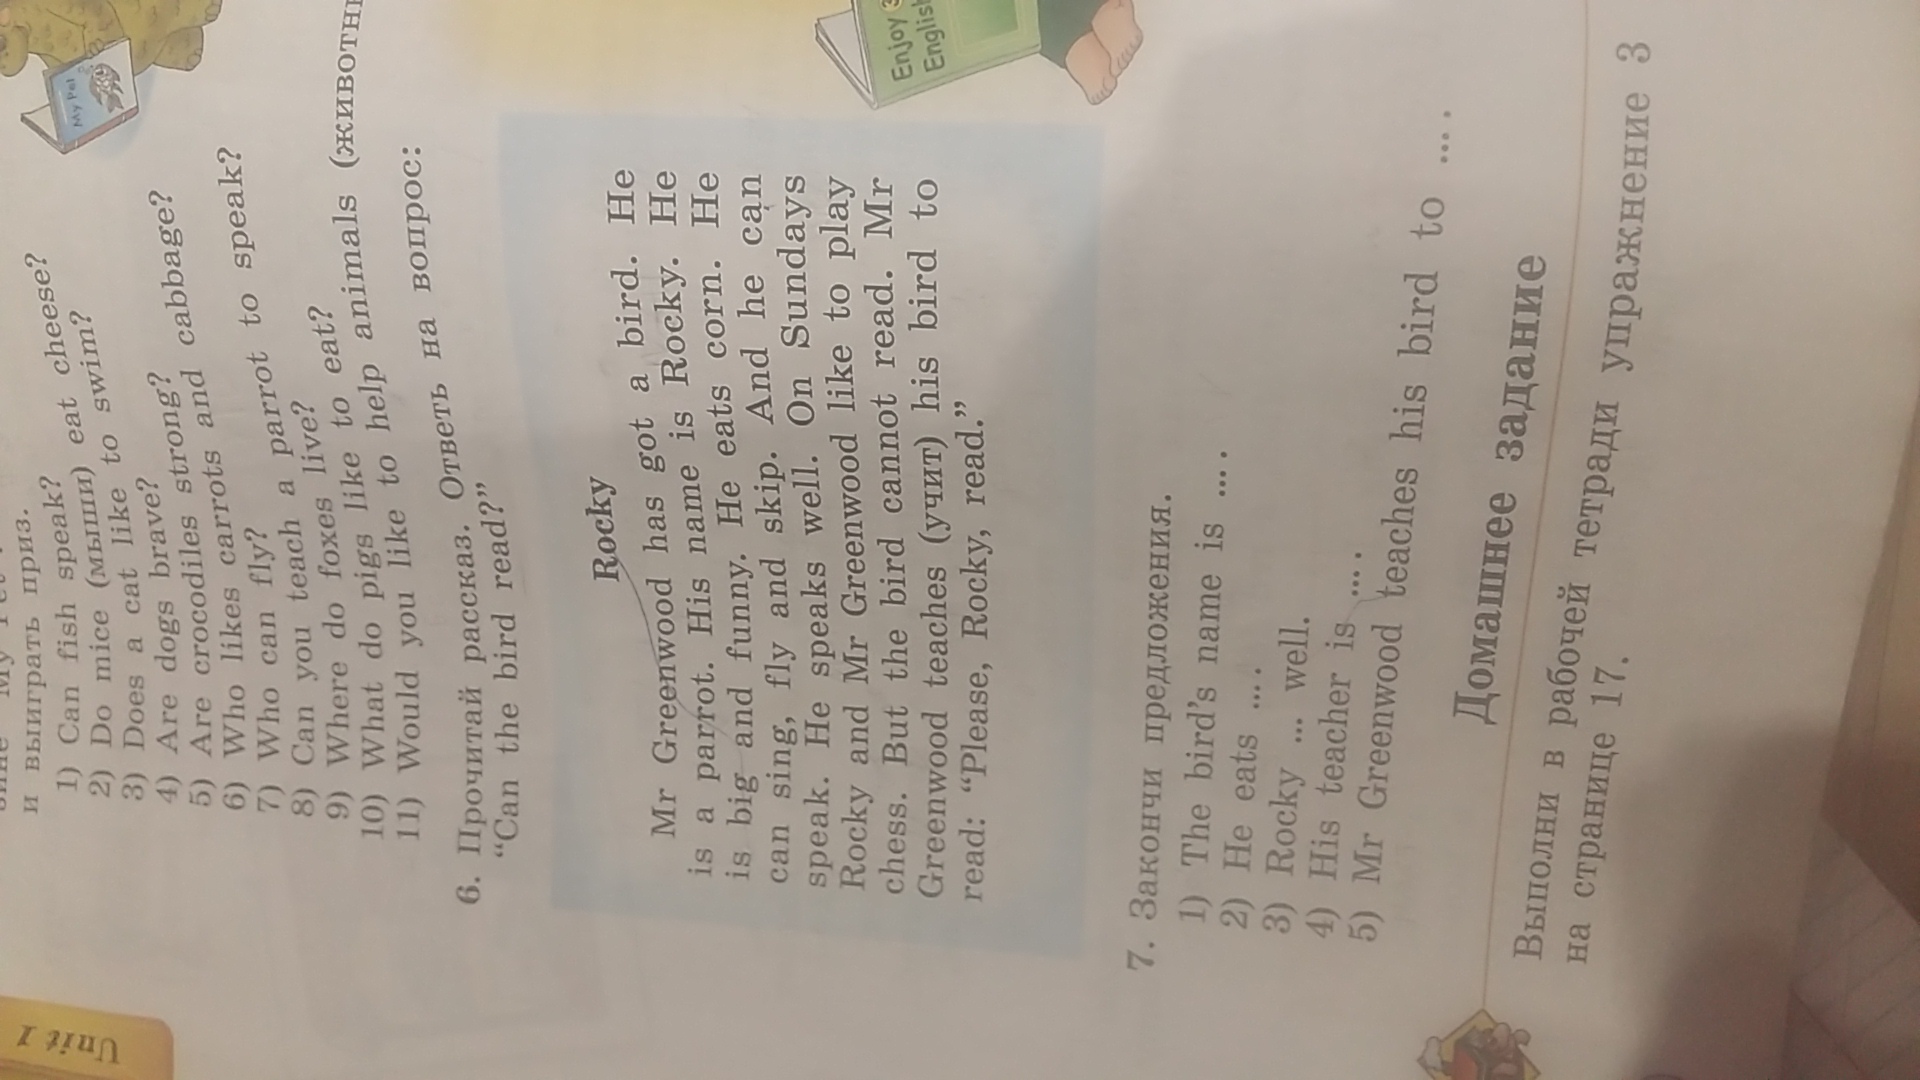 и выиграть приз.
1) Can fish speak?
2) Do mice (мыши) eat cheese?
3) Does a cat like to swim?
4) Are dogs brave?
5) Are crocodiles strong?
6) Who likes carrots and cabbage?
7) Who can fly?
8) Can you teach a parrot to speak?
9) Where do foxes live?
10) What do pigs like to eat?
11) Would you like to help animals
6. Прочитай рассказ. Ответь на вопрос:
“Can the bird read?”
Rocky
Mr Greenwood has got a bird. He
is a parrot. His name is Rocky. He
is big and funny. He eats corn. He
can sing, fly and skip. And he can
speak. He speaks well. On Sundays
Rocky and Mr Greenwood like to play
chess. But the bird cannot read. Mr
Greenwood teaches (учит) his bird to
read: “Please, Rocky, read.”
7. Закончи предложения.
1) The bird’s name is ... .
2) He eats ... .
3) Rocky ... well.
4) His teacher is ... .
5) Mr Greenwood teaches his bird to ... .
Домашнее задание
Выполни в рабочей тетради упражнение 3
на странице 17.
Unit 1
My Pet
Enjoy 3
English